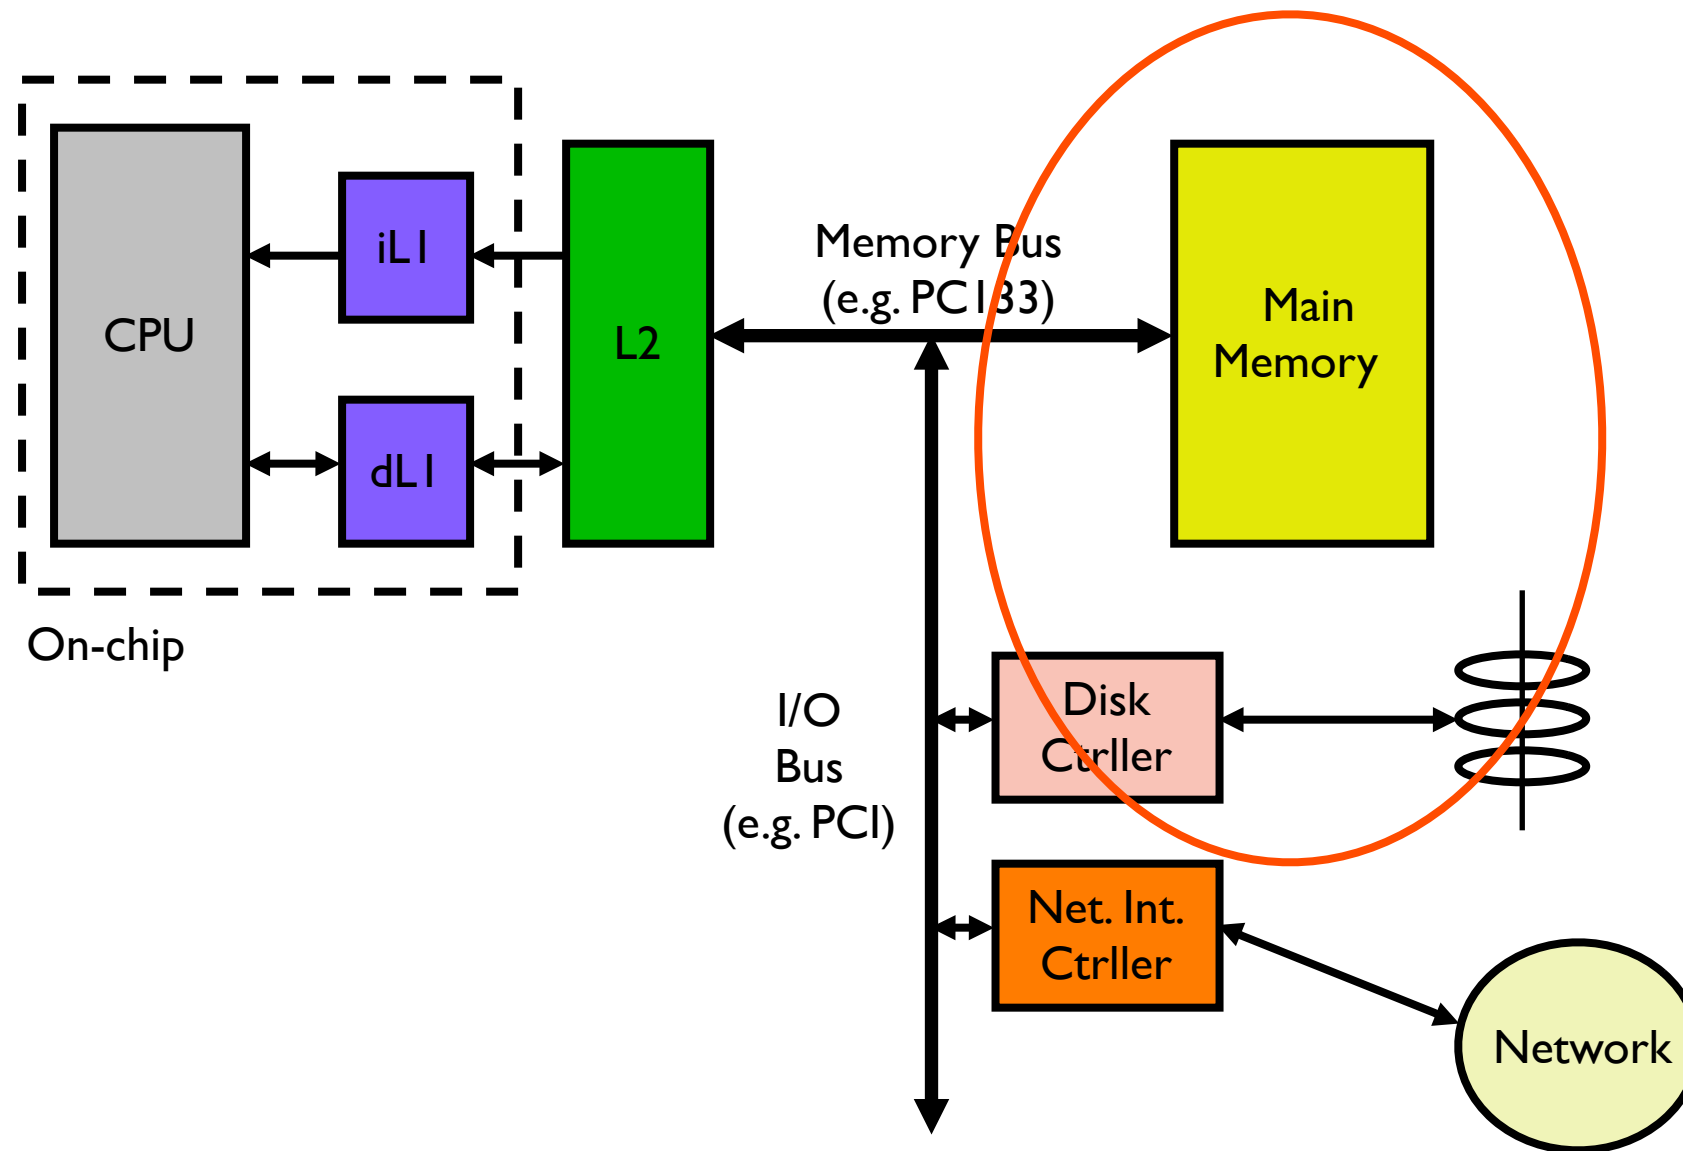 CPU
iL1
dL1
On-chip
L2
Memory Bus
(e.g. PC133)
Main
Memory
I/O
Bus
(e.g. PCI)
Disk
Ctrller
Net. Int.
Ctrller
Network